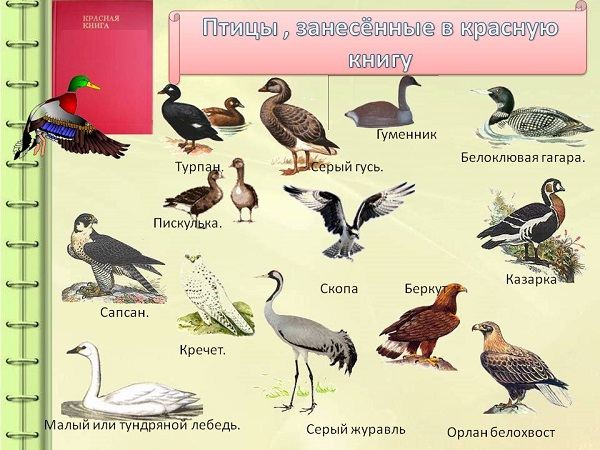 КРАСНАЯ
КНИГА
Птицы , занесённые в красную
книгу
Гуменник
Турпан.
Серый гусь.
Белоклювая гагара.
Пискулька.
Скопа
Беркут
Казарка
Сапсан.
Кречет.
Малый или тундряной лебедь.
Серый журавль
Орлан белохвост